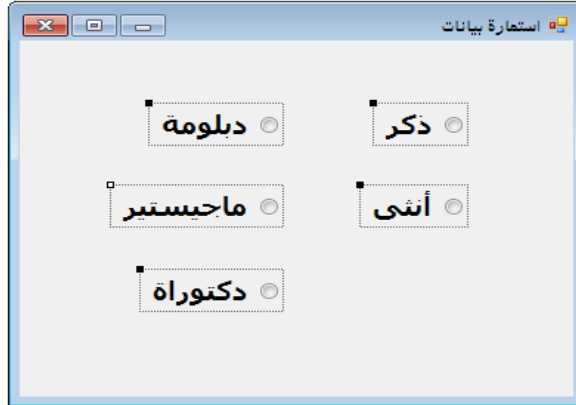 استمارة بيانات
ذكر
دبلومة
أنثى
ماجيستير
دكتوراة